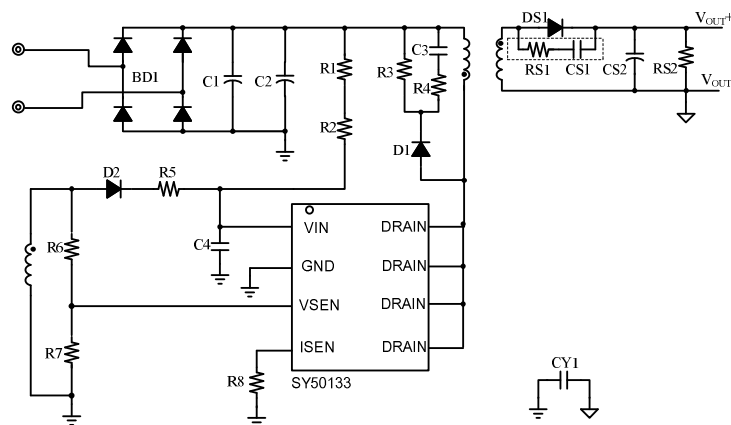 DS1
VOUT+
C3
BD1
C1
C2
R1
R3
R4
RS1
CS1
CS2
RS2
VOUT
R2
D1
D2
R5
C4
VIN
DRAIN
R6
GND
DRAIN
VSEN
DRAIN
R7
ISEN
DRAIN
R8
SY50133
CY1